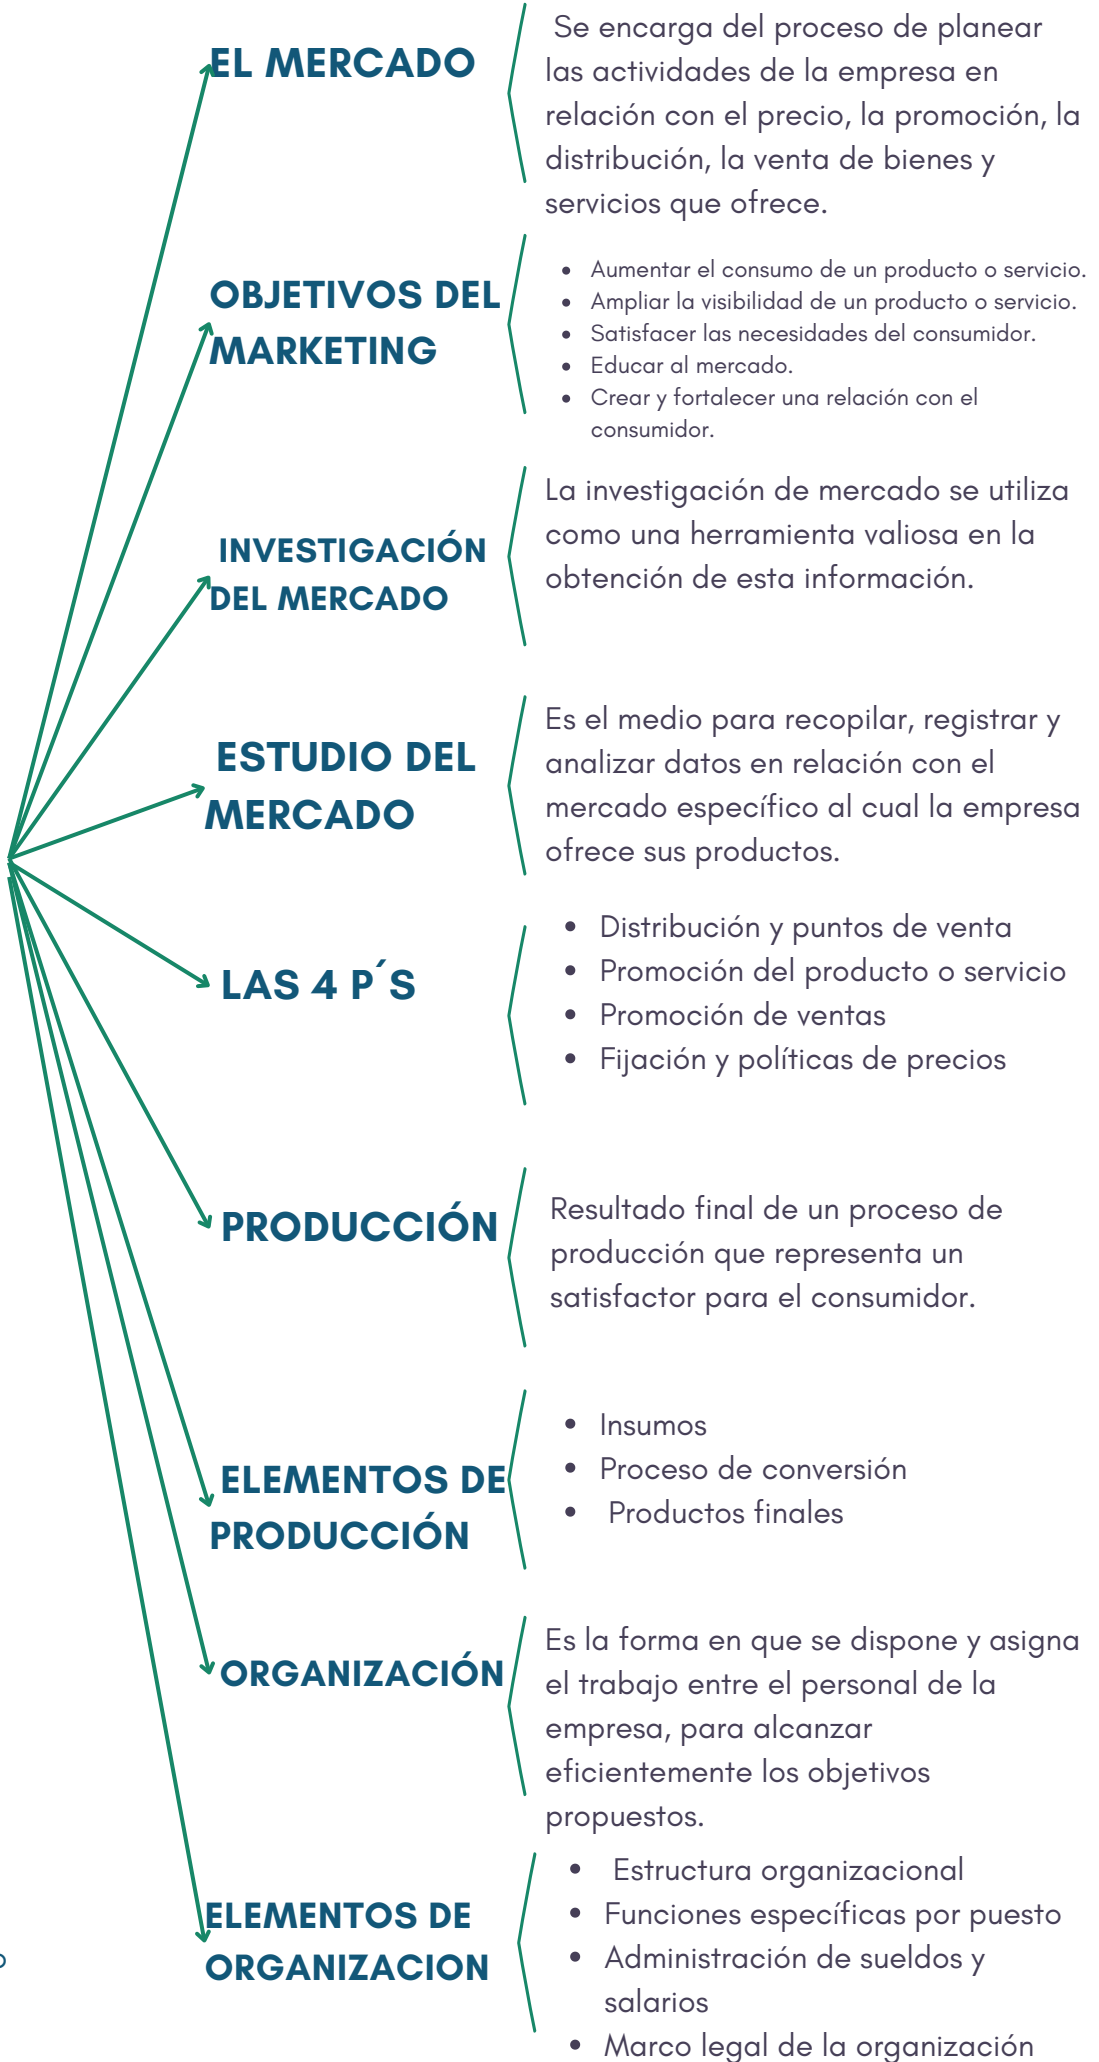 EL MERCADO
Se encarga del proceso de planear
las actividades de la empresa en
relación con el precio, la promoción, la
distribución, la venta de bienes y
servicios que ofrece.
OBJETIVOS DEL
MARKETING
• Aumentar el consumo de un producto o servicio.
• Ampliar la visibilidad de un producto o servicio.
• Satisfacer las necesidades del consumidor.
• Educar al mercado.
• Crear y fortalecer una relación con el
consumidor.
INVESTIGACIÓN
DEL MERCADO
La investigación de mercado se utiliza
como una herramienta valiosa en la
obtención de esta información.
ESTUDIO DEL
MERCADO
Es el medio para recopilar, registrar y
analizar datos en relación con el
mercado específico al cual la empresa
ofrece sus productos.
LAS 4 P´S
• Distribución y puntos de venta
• Promoción del producto o servicio
• Promoción de ventas
• Fijación y políticas de precios
PRODUCCIÓN
Resultado final de un proceso de
producción que representa un
satisfactor para el consumidor.
ELEMENTOS DE
PRODUCCIÓN
• Insumos
• Proceso de conversión
• Productos finales
ORGANIZACIÓN
Es la forma en que se dispone y asigna
el trabajo entre el personal de la
empresa, para alcanzar
eficientemente los objetivos
propuestos.
ELEMENTOS DE
ORGANIZACION
• Estructura organizacional
• Funciones específicas por puesto
• Administración de sueldos y
salarios
• Marco legal de la organización